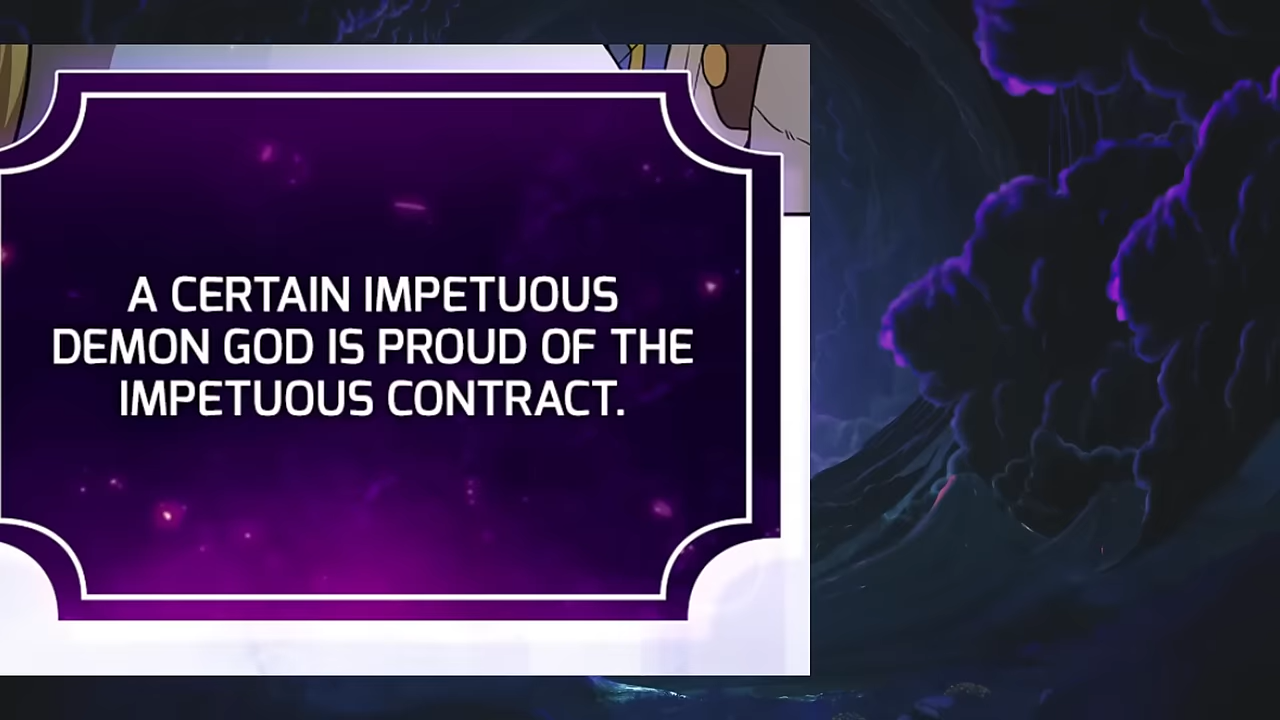 A CERTAIN IMPETUOUS
DEMON GOD IS PROUD OF THE
IMPETUOUS CONTRACT.